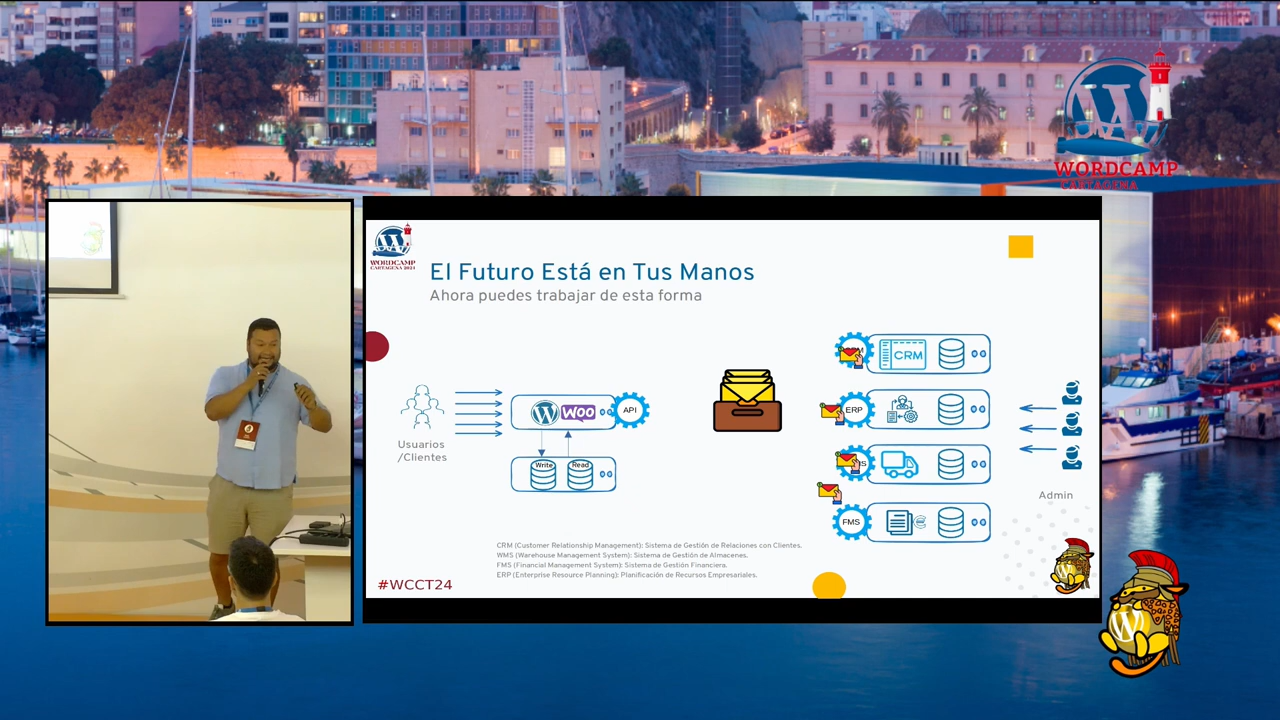 WORDCAMP
CARTAGENA
WORDCAMP
CARTAGENA 2023
El Futuro Está en Tus Manos
Ahora puedes trabajar de esta forma
CRM
Usuarios
/Clientes
WOO
API
ERP
Write
Read
S
Admin
FMS
CRM (Customer Relationship Management): Sistema de Gestión de Relaciones con Clientes.
WMS (Warehouse Management System): Sistema de Gestión de Almacenes.
FMS (Financial Management System): Sistema de Gestión Financiera.
ERP (Enterprise Resource Planning): Planificación de Recursos Empresariales.
#WCCT24